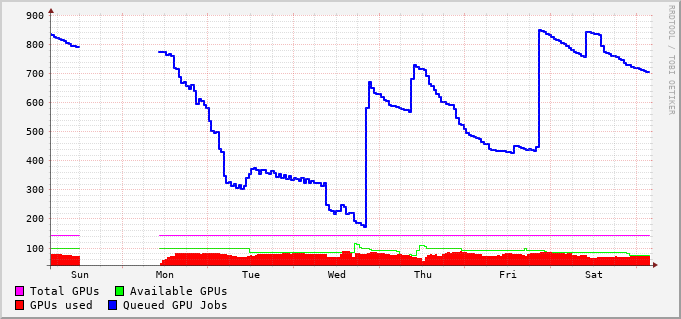 900
800
700
600
500
400
300
200
100
Sun Mon Tue Wed Thu Fri Sat
Total GPUs Available GPUs
GPUs used Queued GPU Jobs
RRDTOOL / TOBI OETIKER